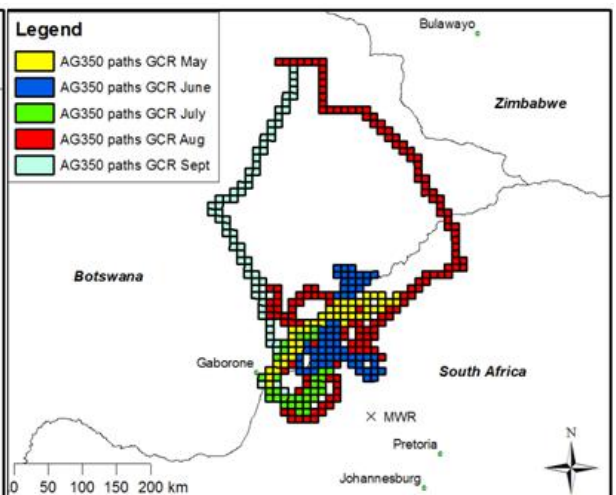 Legend
AG350 paths GCR May
AG350 paths GCR June
AG350 paths GCR July
AG350 paths GCR Aug
AG350 paths GCR Sept
Bulawayo
Zimbabwe
Botswana
Gaborone
South Africa
MWR
Pretoria
Johannesburg
N
0 50 100 150 200 km